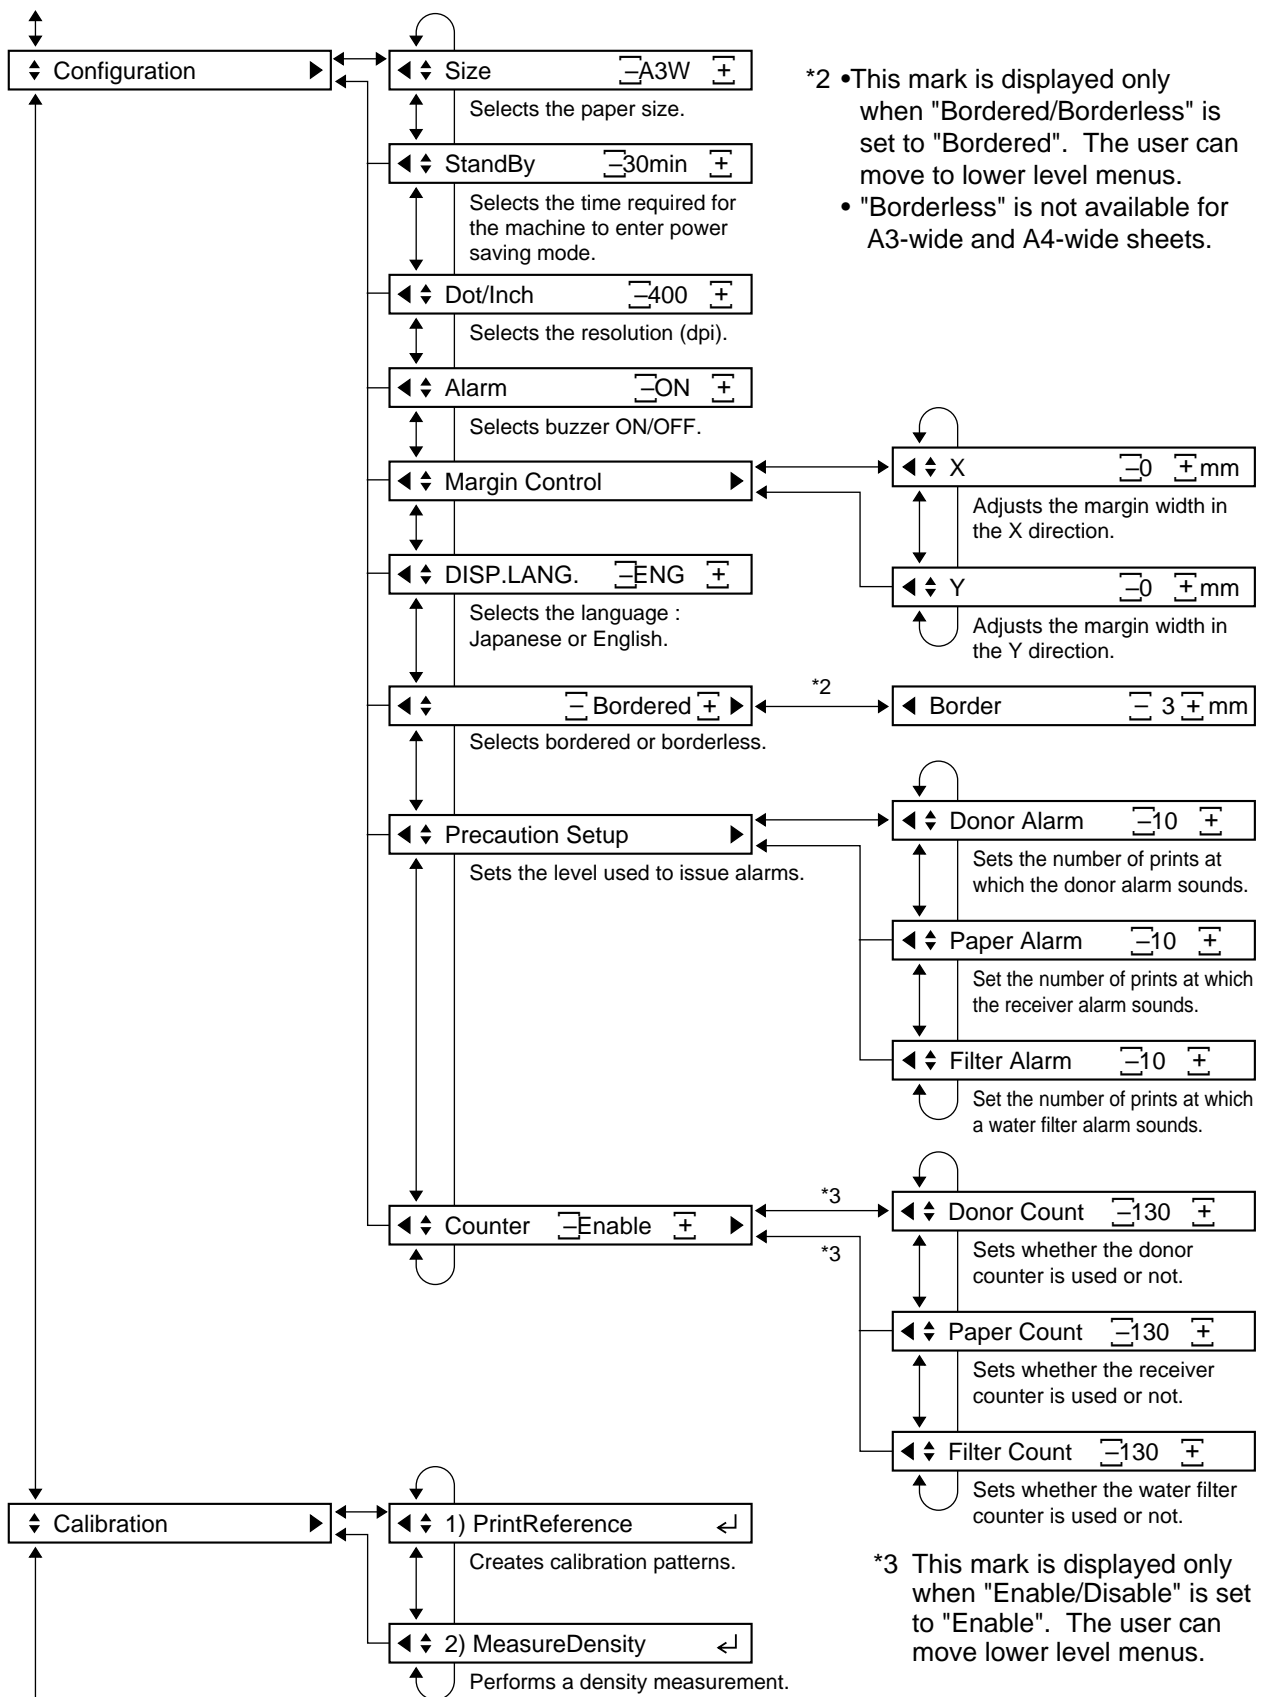 Configuration
Size –A3W +
Selects the paper size.
*2 •This mark is displayed only
when "Bordered/Borderless" is
set to "Bordered". The user can
move to lower level menus.
• "Borderless" is not available for
A3-wide and A4-wide sheets.
StandBy –30min +
Selects the time required for
the machine to enter power
saving mode.
Dot/Inch –400 +
Selects the resolution (dpi).
Alarm –ON +
Selects buzzer ON/OFF.
Margin Control
X –0 + mm
Adjusts the margin width in
the X direction.
Y –0 + mm
Adjusts the margin width in
the Y direction.
DISP.LANG. –ENG +
Selects the language :
Japanese or English.
– Bordered +
Selects bordered or borderless.
*2
Border – 3 + mm
Precaution Setup
Sets the level used to issue alarms.
Donor Alarm –10 +
Sets the number of prints at
which the donor alarm sounds.
Paper Alarm –10 +
Set the number of prints at which
the receiver alarm sounds.
Filter Alarm –10 +
Set the number of prints at which
a water filter alarm sounds.
Counter –Enable +
*3
*3
Donor Count –130 +
Sets whether the donor
counter is used or not.
Paper Count –130 +
Sets whether the receiver
counter is used or not.
Filter Count –130 +
Sets whether the water filter
counter is used or not.
Calibration
1) PrintReference ↵
Creates calibration patterns.
2) MeasureDensity ↵
Performs a density measurement.
*3 This mark is displayed only
when "Enable/Disable" is set
to "Enable". The user can
move lower level menus.